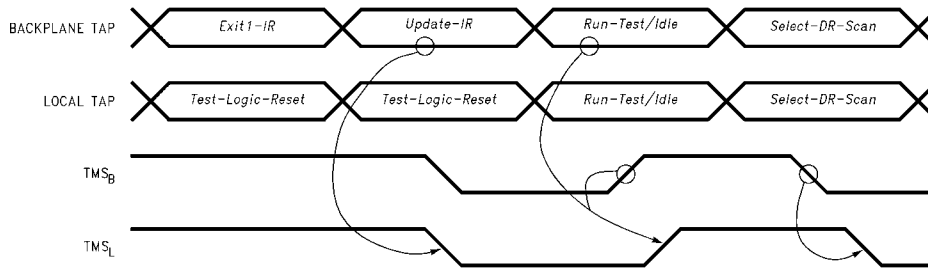 BACKPLANE TAP Exit1-IR Update-IR Run-Test/Idle Select-DR-Scan
LOCAL TAP Test-Logic-Reset Test-Logic-Reset Run-Test/Idle Select-DR-Scan
TMSB
TMSL